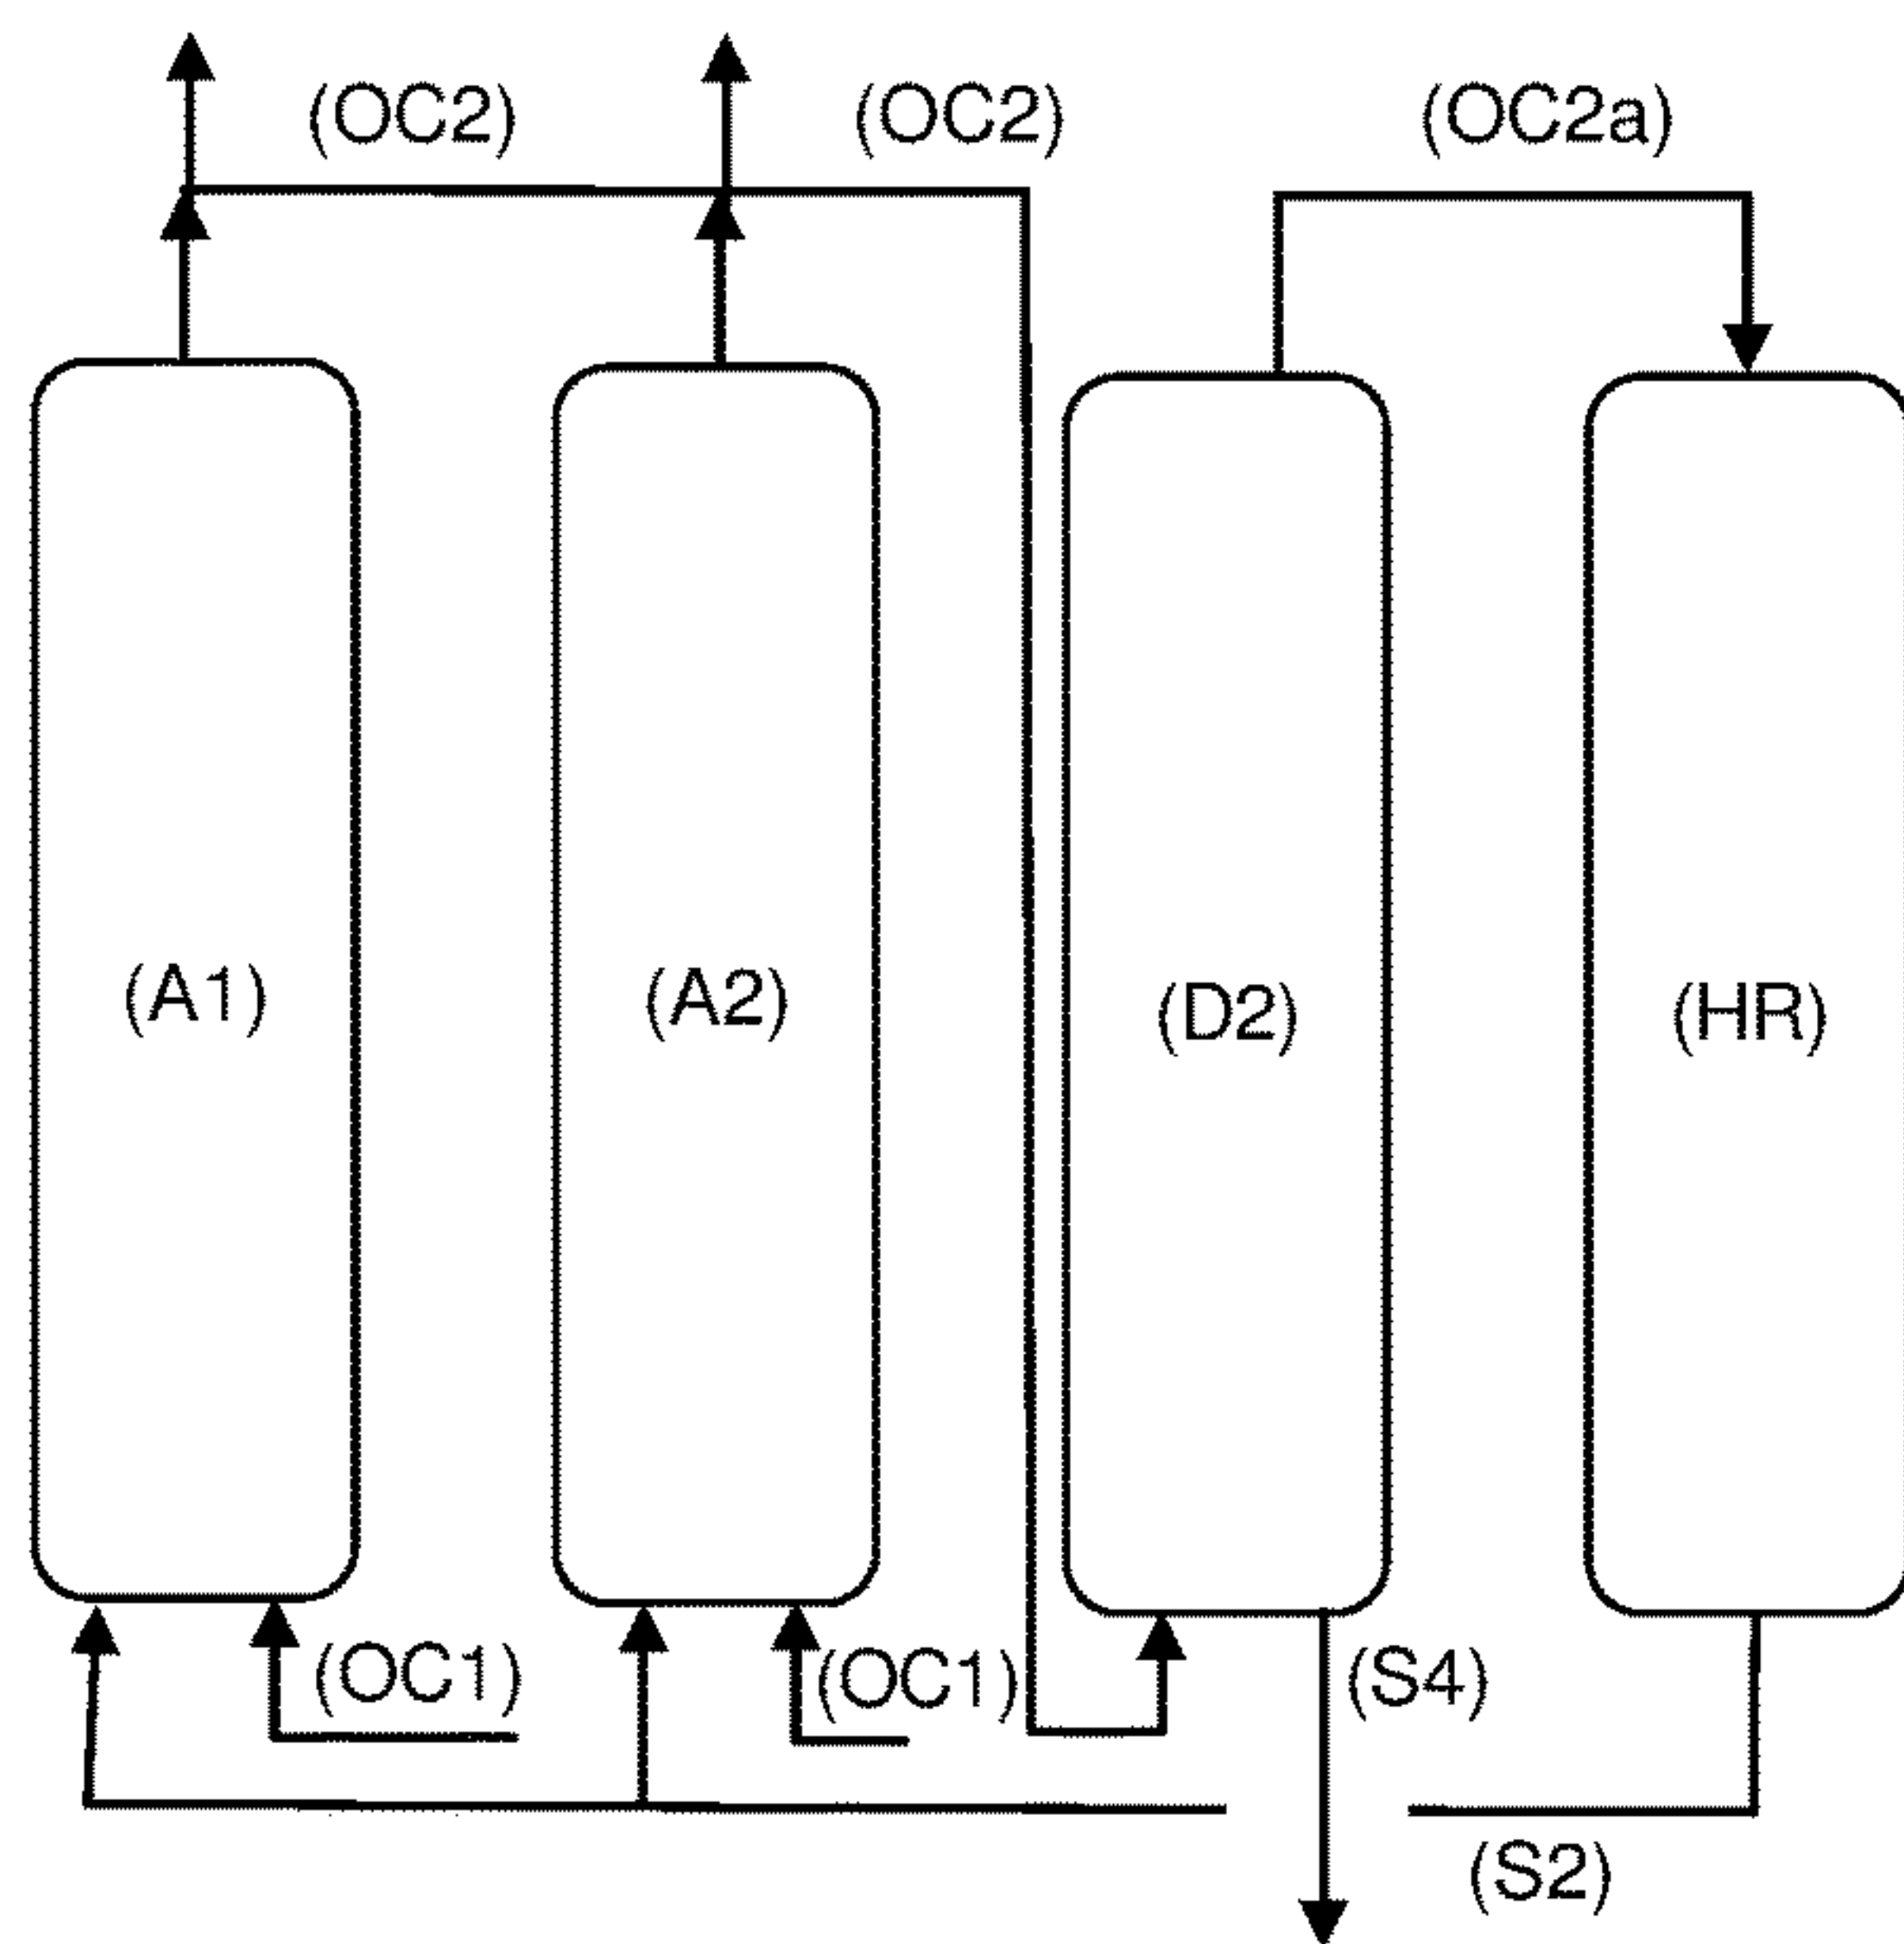 (OC2) (OC2) (OC2a)
(A1) (A2) (D2) (HR)
(OC1) (OC1) (S4)
(S2)